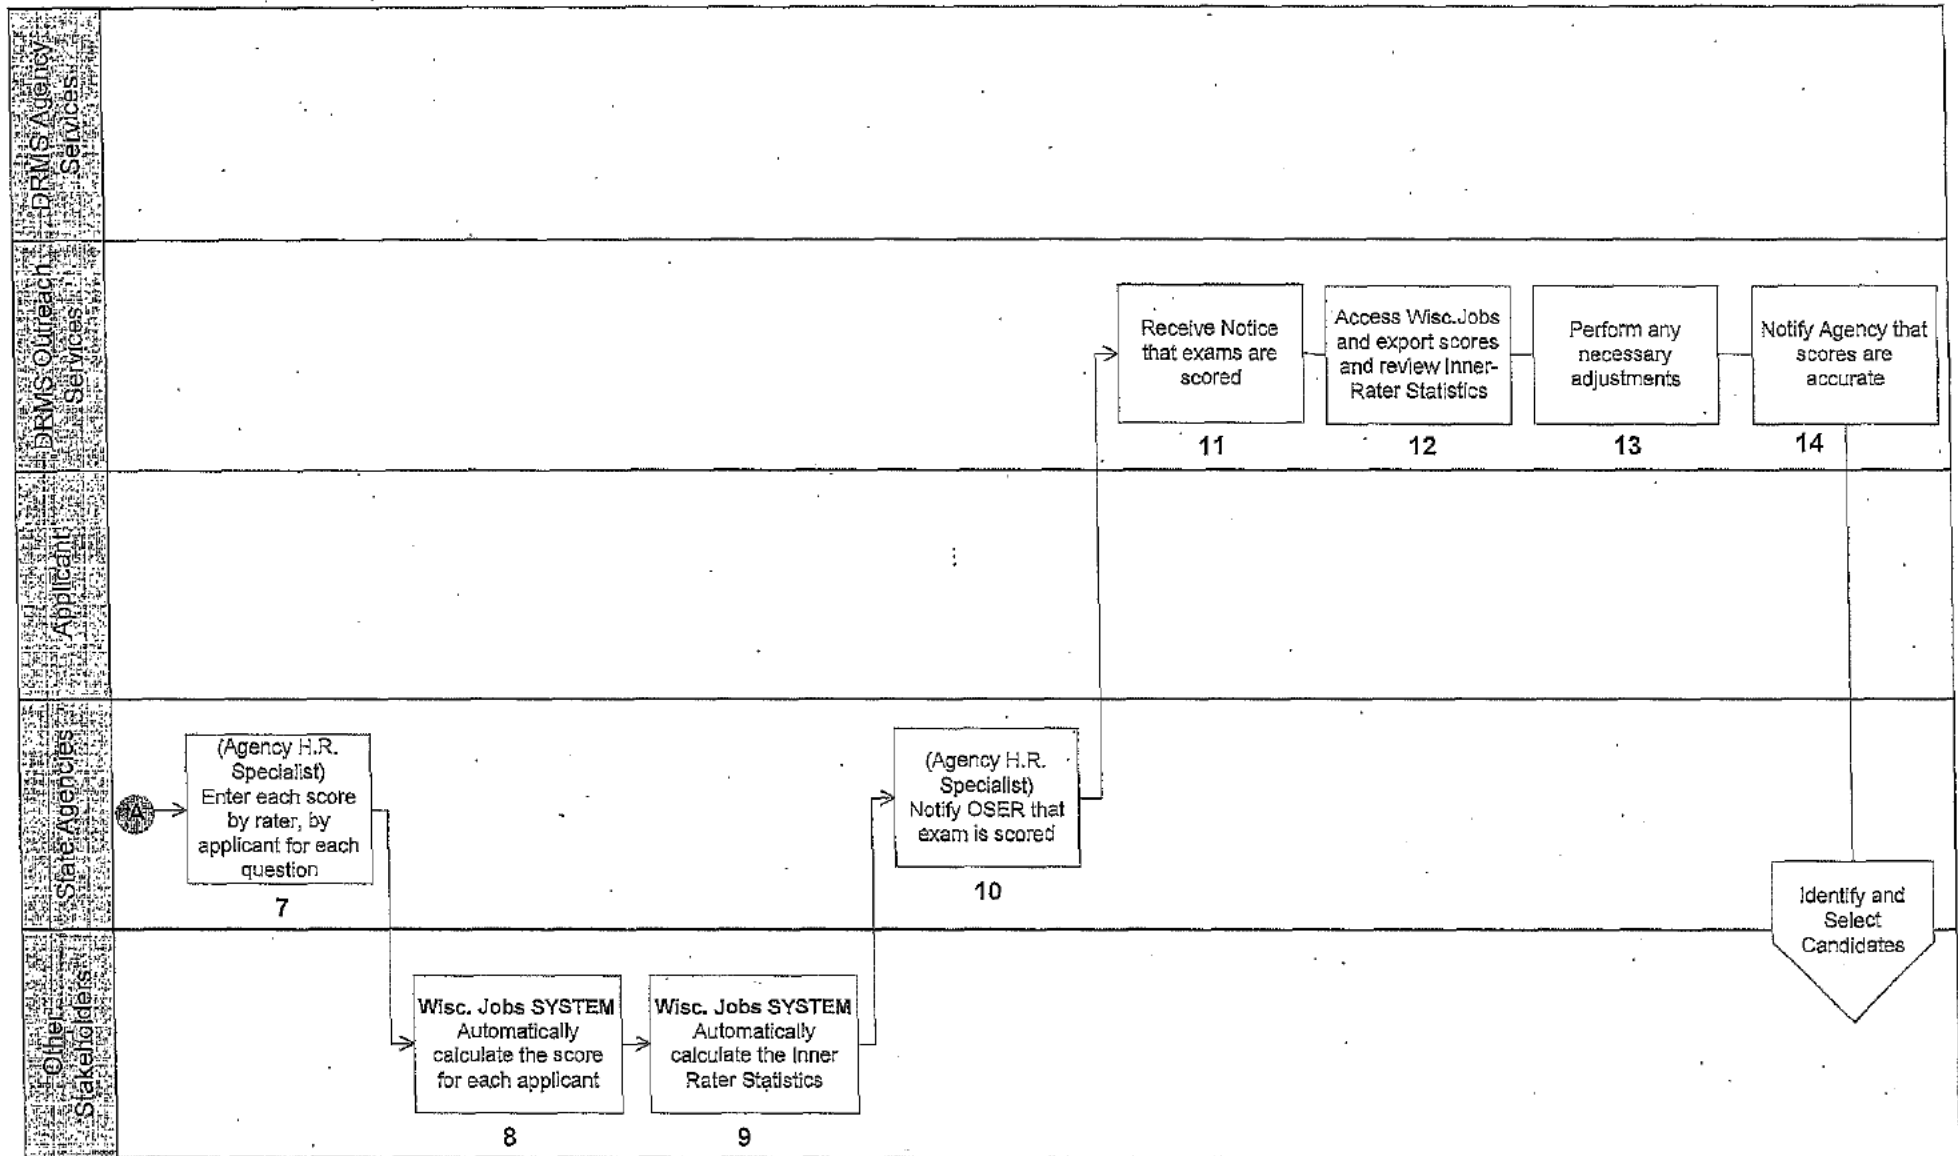 DRMS Agency
Services
DRMS Outreach
Services
Applicant
State Agencies
Other
Stakeholders
A
(Agency H.R.
Specialist)
Enter each score
by rater, by
applicant for each
question
7
Wisc. Jobs SYSTEM
Automatically
calculate the score
for each applicant
8
Wisc. Jobs SYSTEM
Automatically
calculate the Inner
Rater Statistics
9
(Agency H.R.
Specialist)
Notify OSER that
exam is scored
10
Receive Notice
that exams are
scored
11
Access Wisc.Jobs
and export scores
and review Inner-
Rater Statistics
12
Perform any
necessary
adjustments
13
Notify Agency that
scores are
accurate
14
Identify and
Select
Candidates